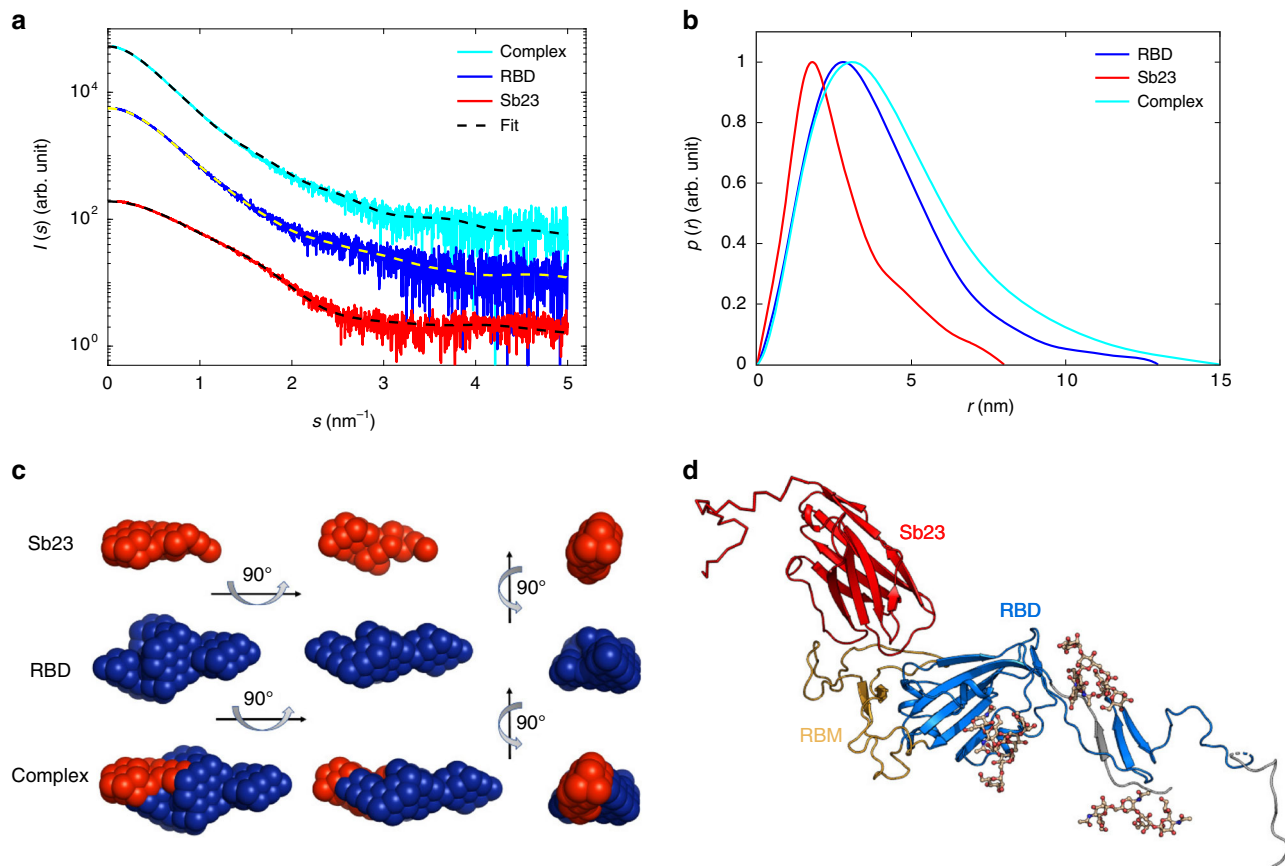 a
Complex
RBD
Sb23
Fit
10⁴
10²
10⁰
I (s) (arb. unit)
0 1 2 3 4 5
s (nm⁻¹)
b
RBD
Sb23
Complex
1
0.8
0.6
0.4
0.2
0
p (r) (arb. unit)
0 5 10 15
r (nm)
c
Sb23
90°
90°
RBD
90°
90°
Complex
d
Sb23
RBD
RBM